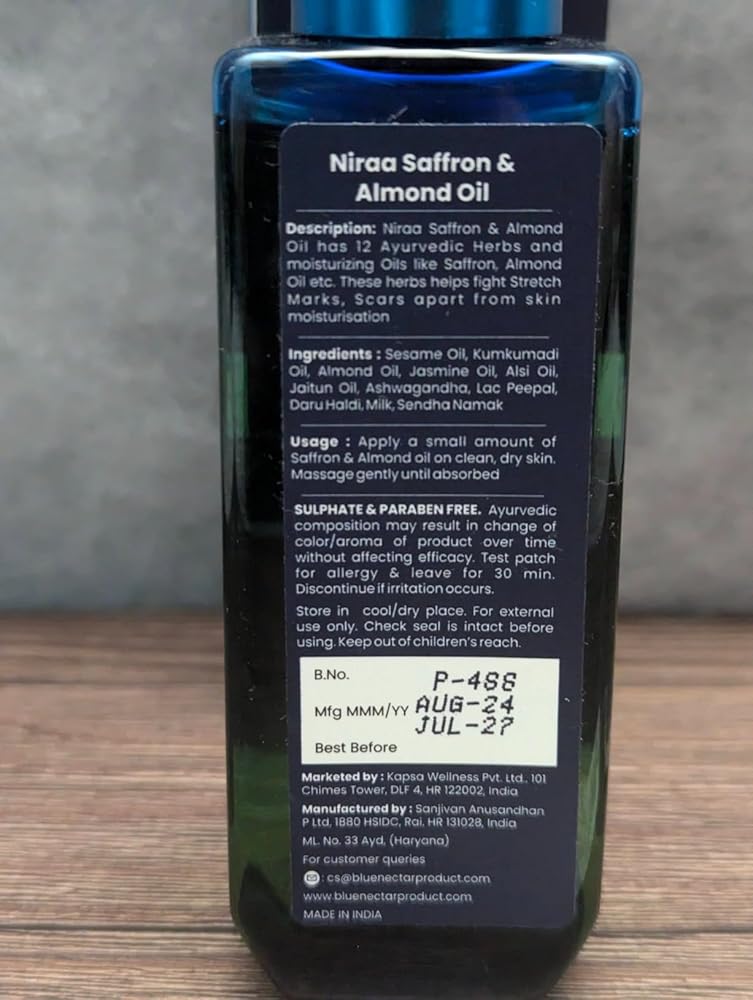 Niraa Saffron &
Almond Oil
Description: Niraa Saffron & Almond
Oil has 12 Ayurvedic Herbs and
moisturizing Oils like Saffron, Almond
Oil etc. These herbs helps fight Stretch
Marks, Scars apart from skin
moisturisation
Ingredients : Sesame Oil, Kumkumadi
Oil, Almond Oil, Jasmine Oil, Alsi Oil,
Jaitun Oil, Ashwagandha, Lac Peepal,
Daru Haldi, Milk, Sendha Namak
Usage : Apply a small amount of
Saffron & Almond oil on clean, dry skin.
Massage gently until absorbed
SULPHATE & PARABEN FREE. Ayurvedic
composition may result in change of
color/aroma of product over time
without affecting efficacy. Test patch
for allergy & leave for 30 min.
Discontinue if irritation occurs.
Store in cool/dry place. For external
use only. Check seal is intact before
using. Keep out of children's reach.
B.No. P-488
Mfg MMM/YY AUG-24
JUL-27
Best Before
Marketed by : Kapsa Wellness Pvt. Ltd., 101
Chimes Tower, DLF 4, HR 122002, India
Manufactured by : Sanjivan Anusandhan
P Ltd, 1880 HSIDC, Rai, HR 131028, India
ML. No. 33 Ayd, (Haryana)
For customer queries
: cs@bluenectarproduct.com
www.bluenectarproduct.com
MADE IN INDIA